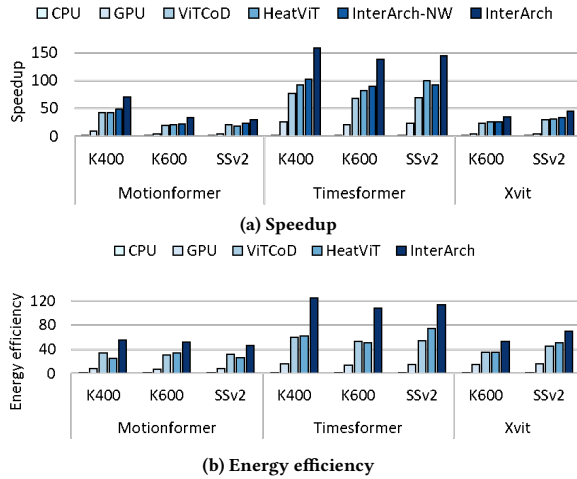 CPU GPU ViTCoD HeatViT InterArch-NW InterArch
Speedup
150
100
50
0
K400 K600 SSv2 K400 K600 SSv2 K600 SSv2
Motionformer Timesformer Xvit
(a) Speedup
CPU GPU ViTCoD HeatViT InterArch
Energy efficiency
120
80
40
0
K400 K600 SSv2 K400 K600 SSv2 K600 SSv2
Motionformer Timesformer Xvit
(b) Energy efficiency